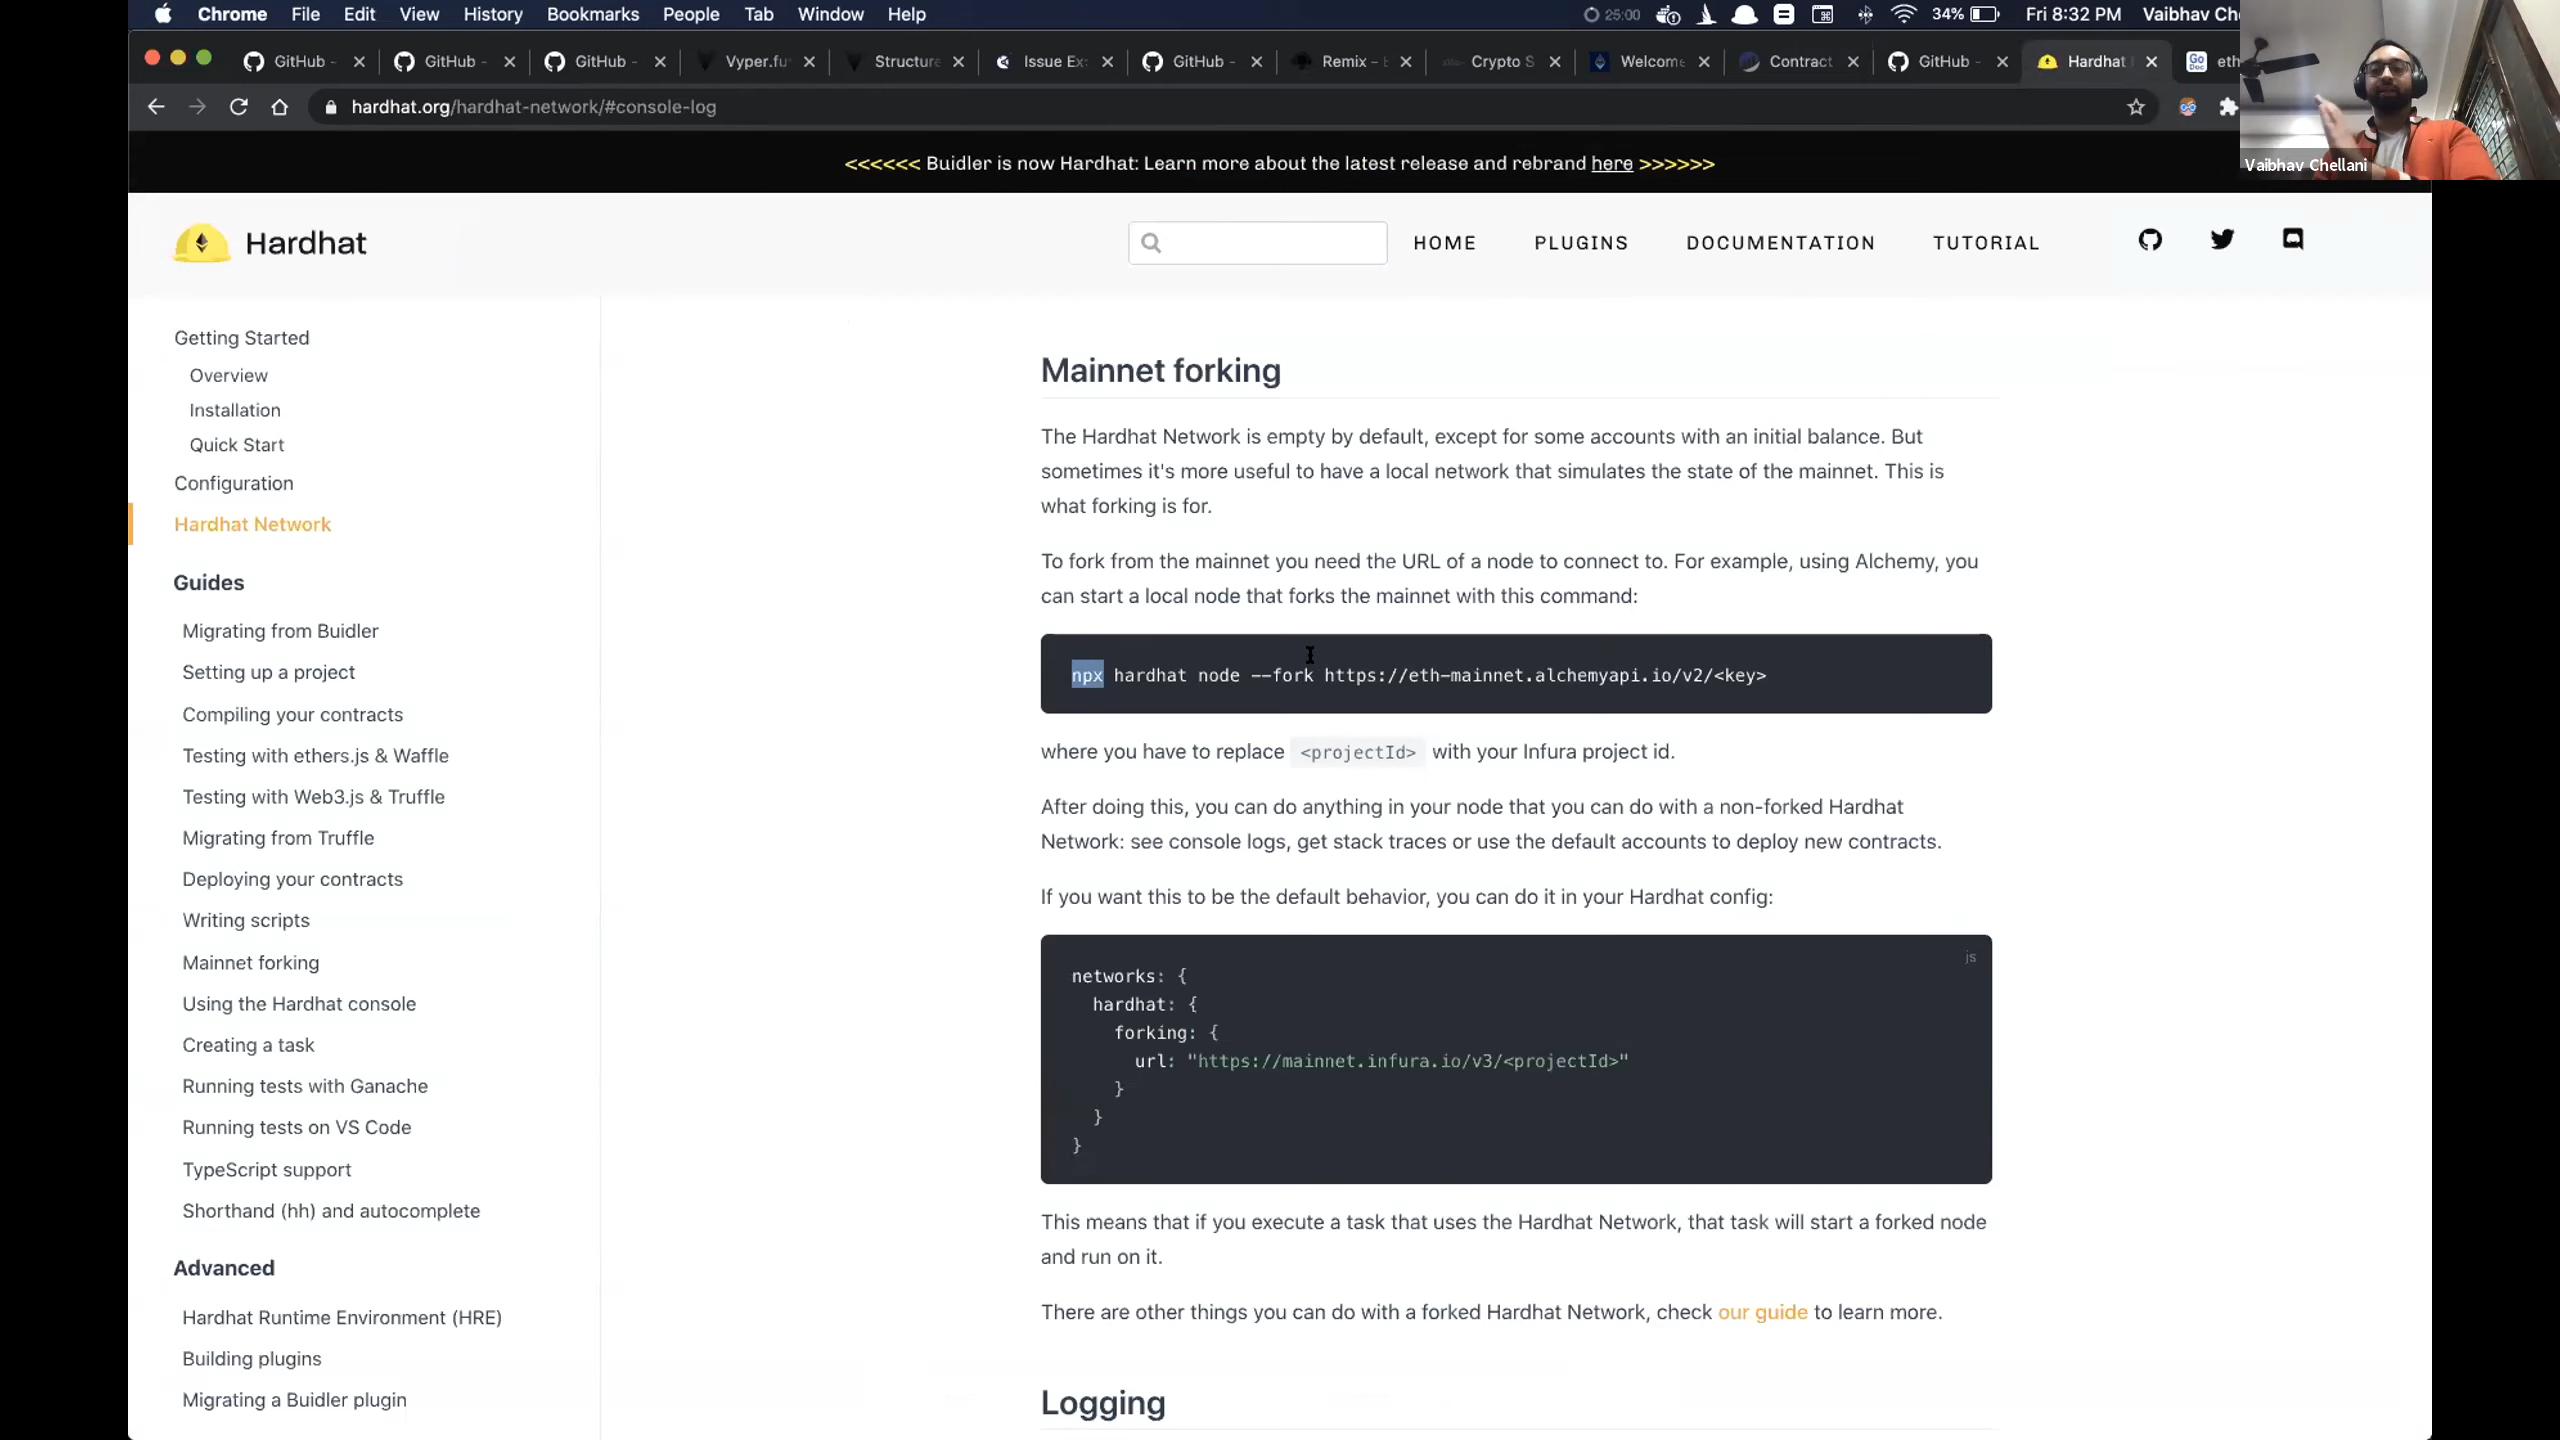 Chrome File Edit View History Bookmarks People Tab Window Help 25:00 34% Fri 8:32 PM Vaibhav Che
GitHub - GitHub - GitHub - Vyper.fu Structure Issue Ex GitHub - Remix - Crypto S Welcome Contract GitHub - Hardhat eth
hardhat.org/hardhat-network/#console-log
Vaibhav Chellani
<<<<<< Buidler is now Hardhat: Learn more about the latest release and rebrand here >>>>>>
Hardhat
HOME PLUGINS DOCUMENTATION TUTORIAL
Getting Started
Overview
Installation
Quick Start
Configuration
Hardhat Network
Guides
Migrating from Buidler
Setting up a project
Compiling your contracts
Testing with ethers.js & Waffle
Testing with Web3.js & Truffle
Migrating from Truffle
Deploying your contracts
Writing scripts
Mainnet forking
Using the Hardhat console
Creating a task
Running tests with Ganache
Running tests on VS Code
TypeScript support
Shorthand (hh) and autocomplete
Advanced
Hardhat Runtime Environment (HRE)
Building plugins
Migrating a Buidler plugin
Mainnet forking
The Hardhat Network is empty by default, except for some accounts with an initial balance. But
sometimes it's more useful to have a local network that simulates the state of the mainnet. This is
what forking is for.
To fork from the mainnet you need the URL of a node to connect to. For example, using Alchemy, you
can start a local node that forks the mainnet with this command:
npx hardhat node --fork https://eth-mainnet.alchemyapi.io/v2/<key>
where you have to replace <projectId> with your Infura project id.
After doing this, you can do anything in your node that you can do with a non-forked Hardhat
Network: see console logs, get stack traces or use the default accounts to deploy new contracts.
If you want this to be the default behavior, you can do it in your Hardhat config:
js
networks: {
hardhat: {
forking: {
url: "https://mainnet.infura.io/v3/<projectId>"
}
}
}
This means that if you execute a task that uses the Hardhat Network, that task will start a forked node
and run on it.
There are other things you can do with a forked Hardhat Network, check our guide to learn more.
Logging